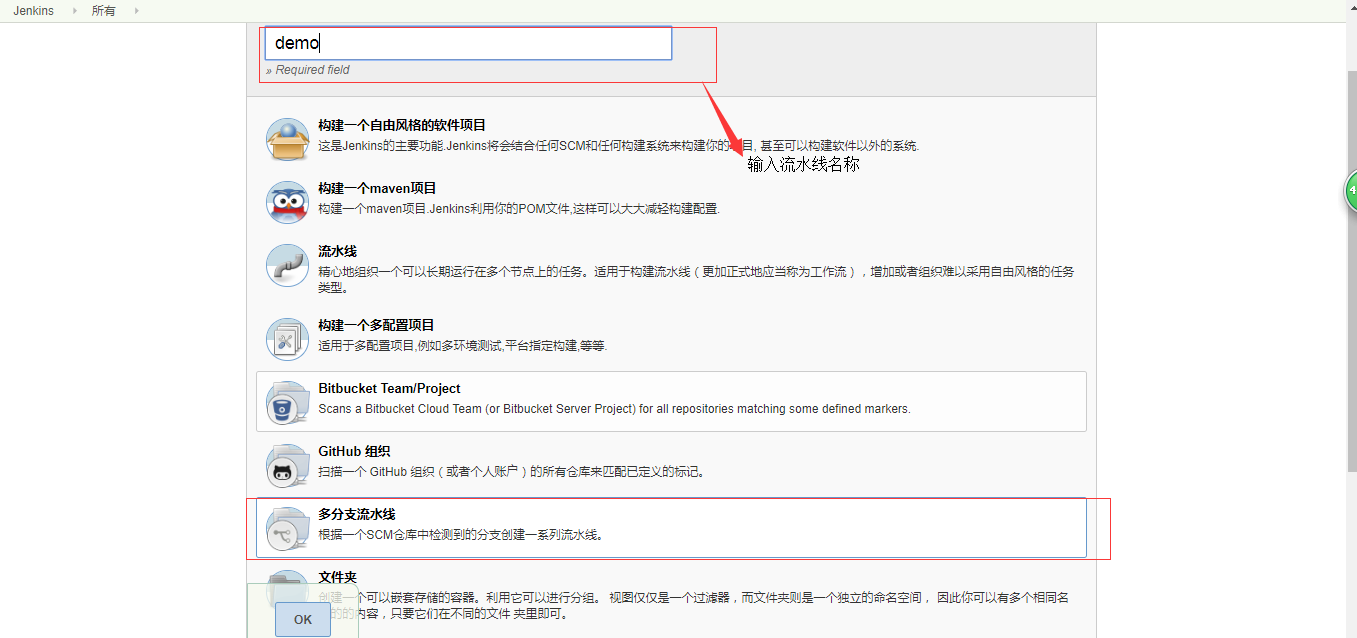 Jenkins 所有
demo
» Required field
构建一个自由风格的软件项目
这是Jenkins的主要功能.Jenkins将会结合任何SCM和任何构建系统来构建你的 目, 甚至可以构建软件以外的系统.
输入流水线名称
构建一个maven项目
构建一个maven项目.Jenkins利用你的POM文件,这样可以大大减轻构建配置.
4
流水线
精心地组织一个可以长期运行在多个节点上的任务。适用于构建流水线（更加正式地应当称为工作流），增加或者组织难以采用自由风格的任务
类型。
构建一个多配置项目
适用于多配置项目,例如多环境测试,平台指定构建,等等.
Bitbucket Team/Project
Scans a Bitbucket Cloud Team (or Bitbucket Server Project) for all repositories matching some defined markers.
GitHub 组织
扫描一个 GitHub 组织（或者个人账户）的所有仓库来匹配已定义的标记。
多分支流水线
根据一个SCM仓库中检测到的分支创建一系列流水线。
文件夹
创建一个可以嵌套存储的容器。利用它可以进行分组。 视图仅仅是一个过滤器，而文件夹则是一个独立的命名空间， 因此你可以有多个相同名
的内容，只要它们在不同的文件 夹里即可。
OK